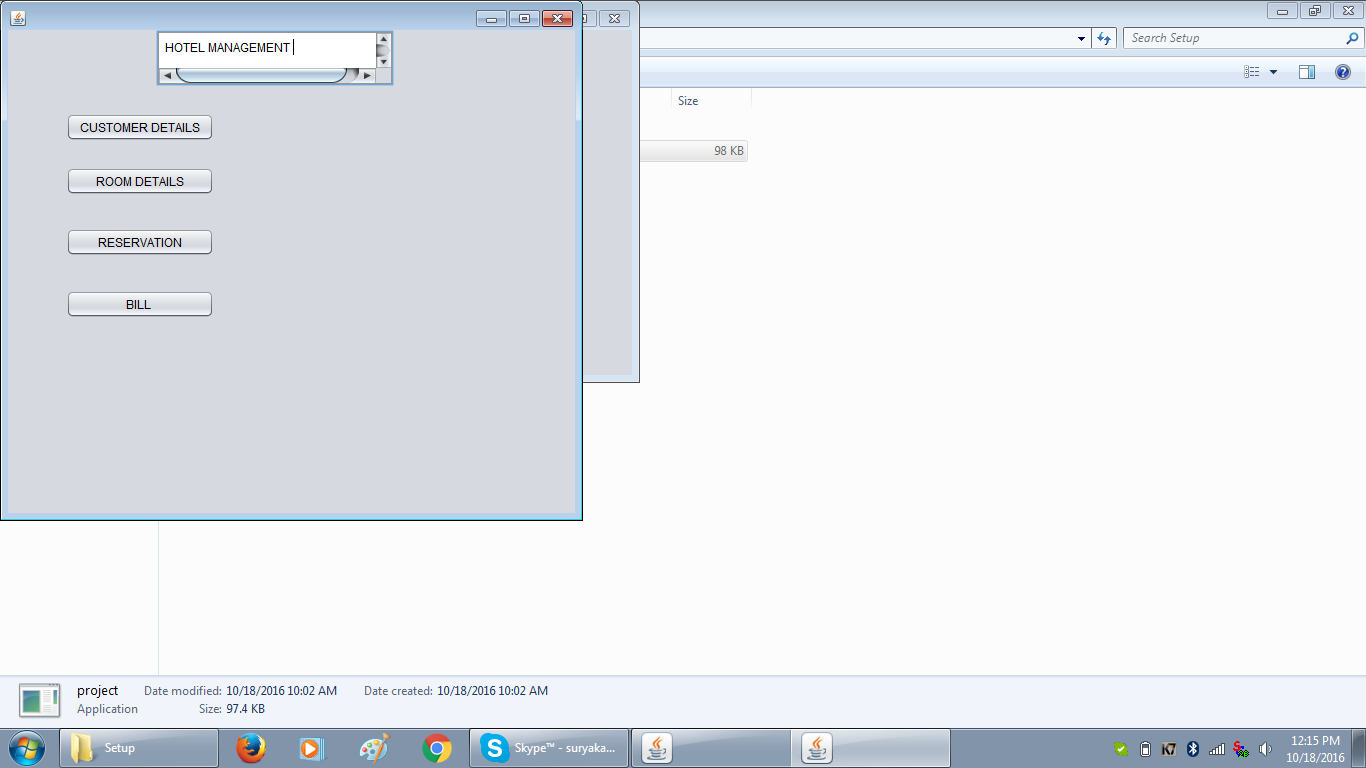 HOTEL MANAGEMENT
CUSTOMER DETAILS
ROOM DETAILS
RESERVATION
BILL
Search Setup
Size
98 KB
project
Date modified: 10/18/2016 10:02 AM
Date created: 10/18/2016 10:02 AM
Application
Size: 97.4 KB
Setup
Skype™ - suryaka...
K7
12:15 PM
10/18/2016